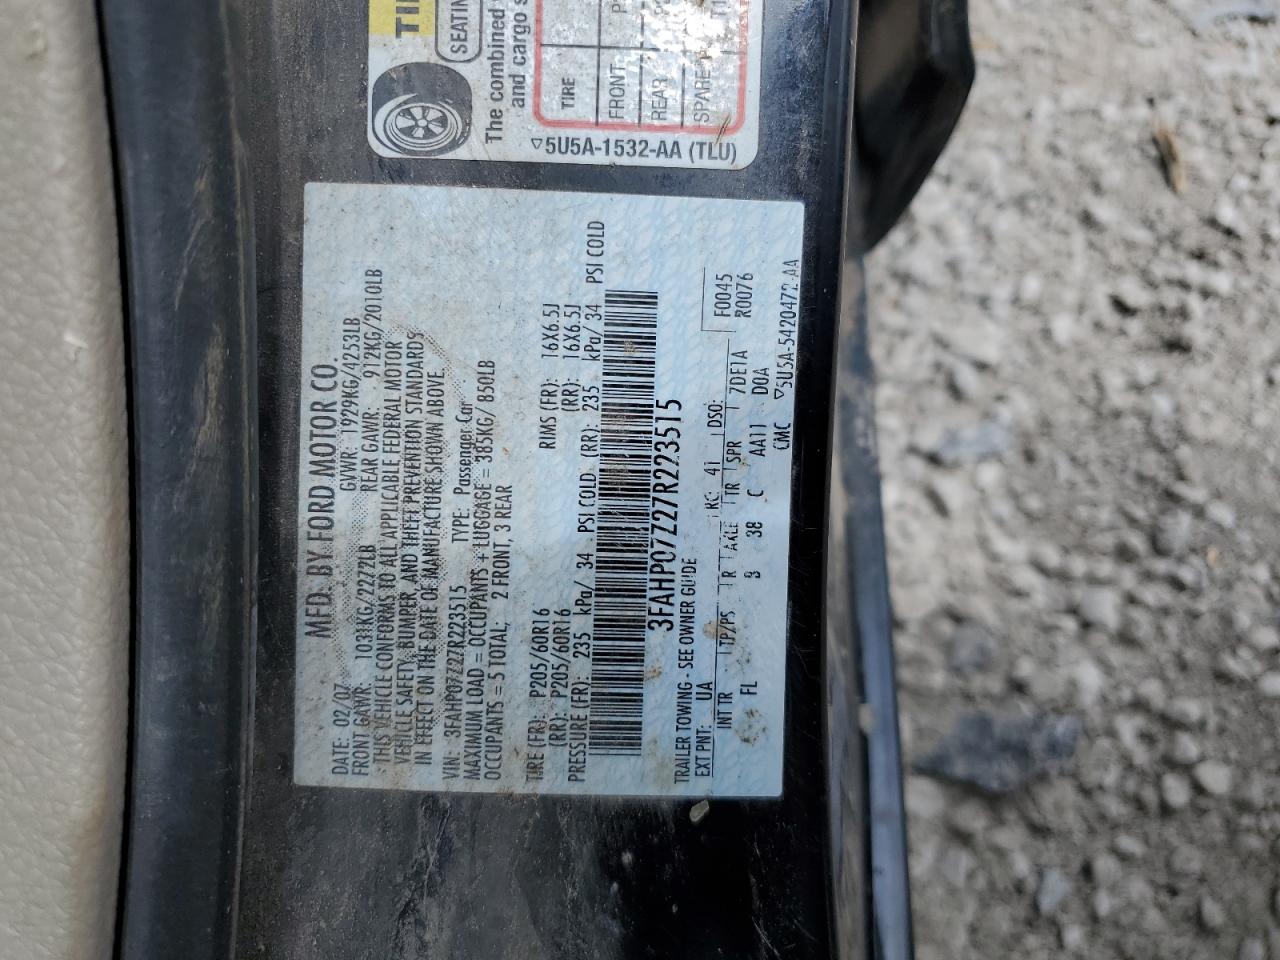 TI
SEATIN
The combined
and cargo s
TIRE
FRONT P
REAR
SPARE T1
▽5U5A-1532-AA (TLU)
MFD. BY FORD MOTOR CO.
DATE: 02/07 GVWR: 1929KG/4253LB
FRONT GAWR: 1031KG/2272LB REAR GAWR: 912KG/2010LB
THIS VEHICLE CONFORMS TO ALL APPLICABLE FEDERAL MOTOR
VEHICLE SAFETY, BUMPER, AND THEFT PREVENTION STANDARDS
IN EFFECT ON THE DATE OF MANUFACTURE SHOWN ABOVE.
VIN: 3FAHP07Z27R223515 TYPE: Passenger Car
MAXIMUM LOAD = OCCUPANTS + LUGGAGE = 385KG/ 850LB
OCCUPANTS = 5 TOTAL; 2 FRONT, 3 REAR
TIRE (FR): P205/60R16 RIMS (FR): 16X6.5J
(RR): P205/60R16 (RR): 16X6.5J
PRESSURE (FR): 235 kPa/ 34 PSI COLD (RR): 235 kPa/ 34 PSI COLD
3FAHP07Z27R223515
TRAILER TOWING - SEE OWNER GUIDE
EXT PNT: UA RC: 41 DSO: F0045
INT TR TP/PS R AXLE TR SPR 7DE1A R0076
FL B 38 C AA11 D0A
CMC ▽5U5A-5420472-AA